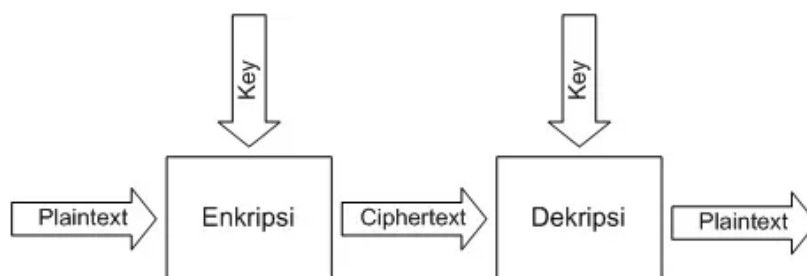 Key
Key
Plaintext
Enkripsi
Ciphertext
Dekripsi
Plaintext